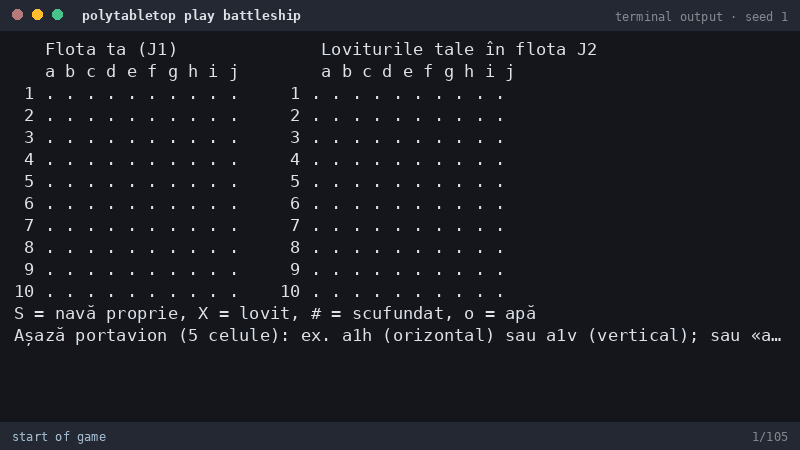 polytabletop play battleship
terminal output · seed 1
Flota ta (J1) Loviturile tale în flota J2
a b c d e f g h i j a b c d e f g h i j
1 . . . . . . . . . . 1 . . . . . . . . . .
2 . . . . . . . . . . 2 . . . . . . . . . .
3 . . . . . . . . . . 3 . . . . . . . . . .
4 . . . . . . . . . . 4 . . . . . . . . . .
5 . . . . . . . . . . 5 . . . . . . . . . .
6 . . . . . . . . . . 6 . . . . . . . . . .
7 . . . . . . . . . . 7 . . . . . . . . . .
8 . . . . . . . . . . 8 . . . . . . . . . .
9 . . . . . . . . . . 9 . . . . . . . . . .
10 . . . . . . . . . . 10 . . . . . . . . . .
S = navă proprie, X = lovit, # = scufundat, o = apă
Așază portavion (5 celule): ex. a1h (orizontal) sau a1v (vertical); sau «a…
start of game
1/105